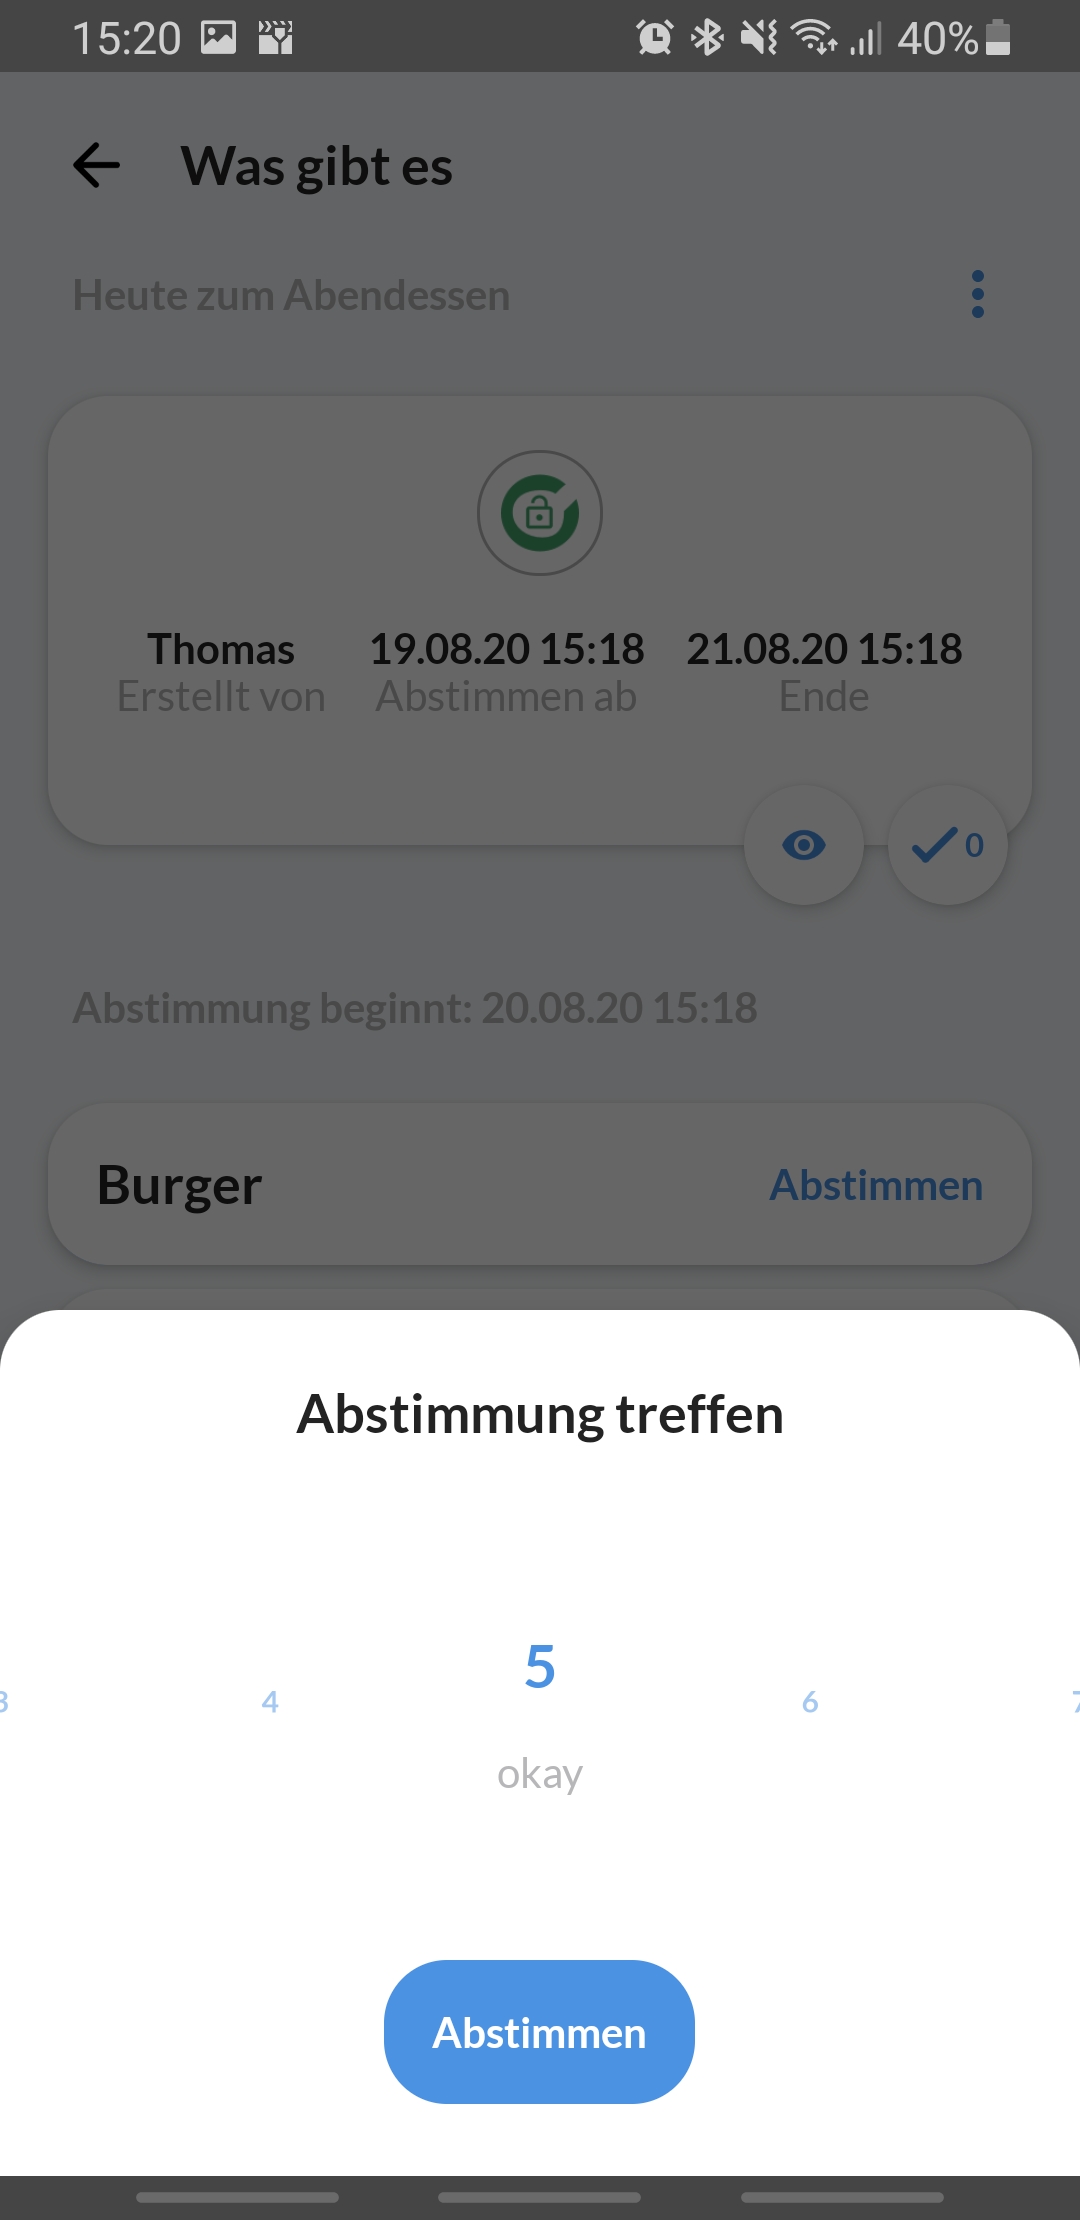 15:20 40%
Was gibt es
Heute zum Abendessen
Thomas 19.08.20 15:18 21.08.20 15:18
Erstellt von Abstimmen ab Ende
0
Abstimmung beginnt: 20.08.20 15:18
Burger Abstimmen
Abstimmung treffen
3 4 5 6 7
okay
Abstimmen